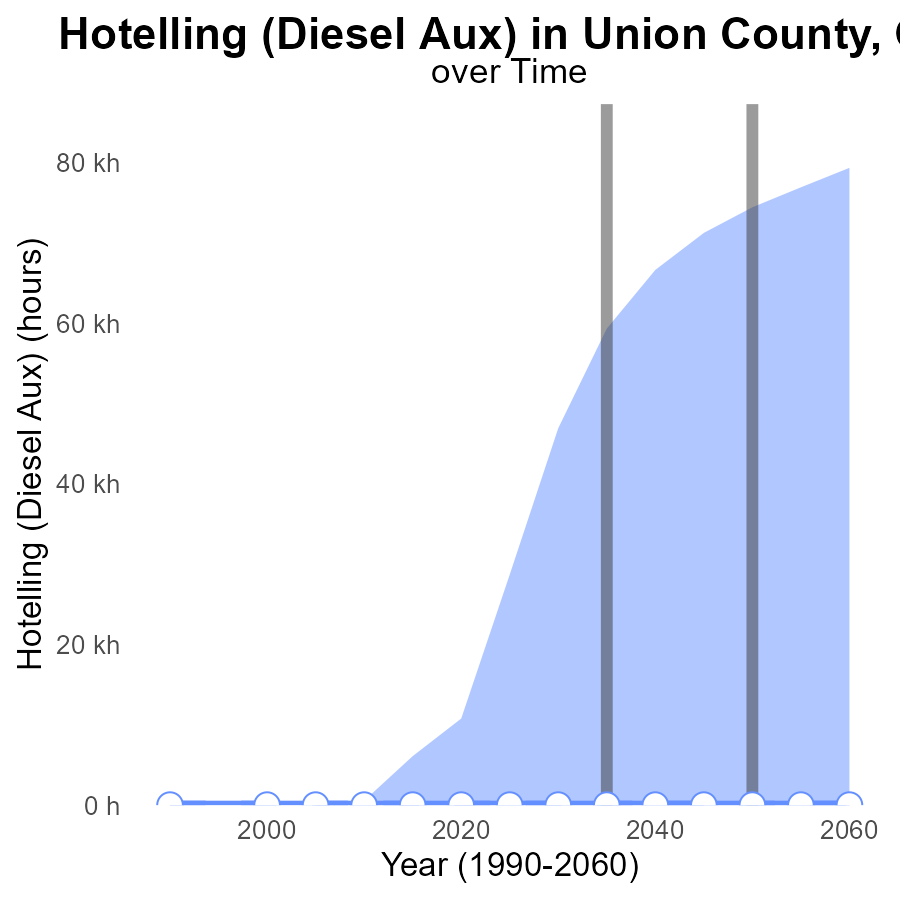 Hotelling (Diesel Aux) in Union County,
over Time
Hotelling (Diesel Aux) (hours)
80 kh
60 kh
40 kh
20 kh
0 h
2000
2020
2040
2060
Year (1990-2060)